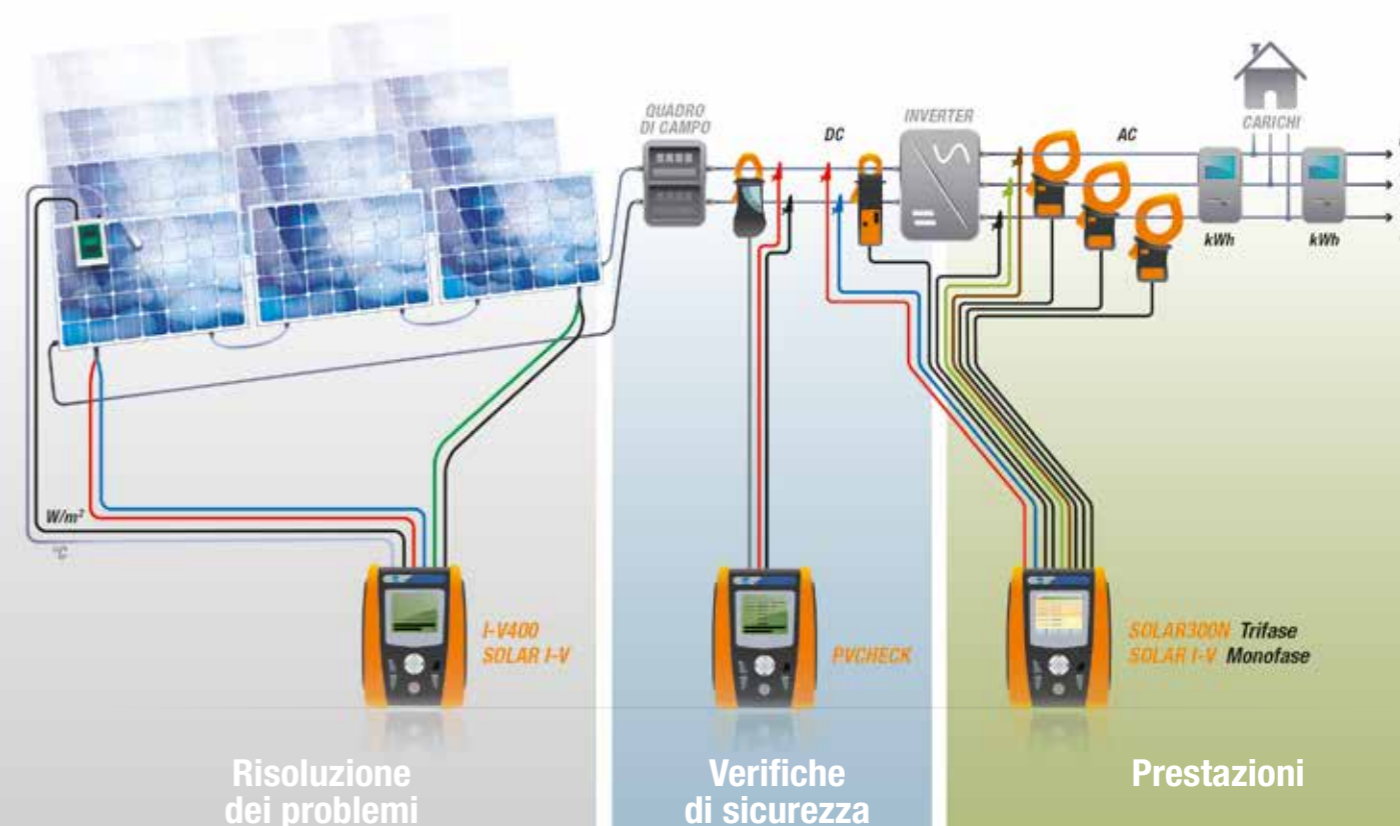 QUADRO
DI CAMPO
DC
INVERTER
AC
CARICHI
kWh
kWh
W/m²
°C
I-V400
SOLAR I-V
PVCHECK
SOLAR300N Trifase
SOLAR I-V Monofase
Risoluzione
dei problemi
Verifiche
di sicurezza
Prestazioni